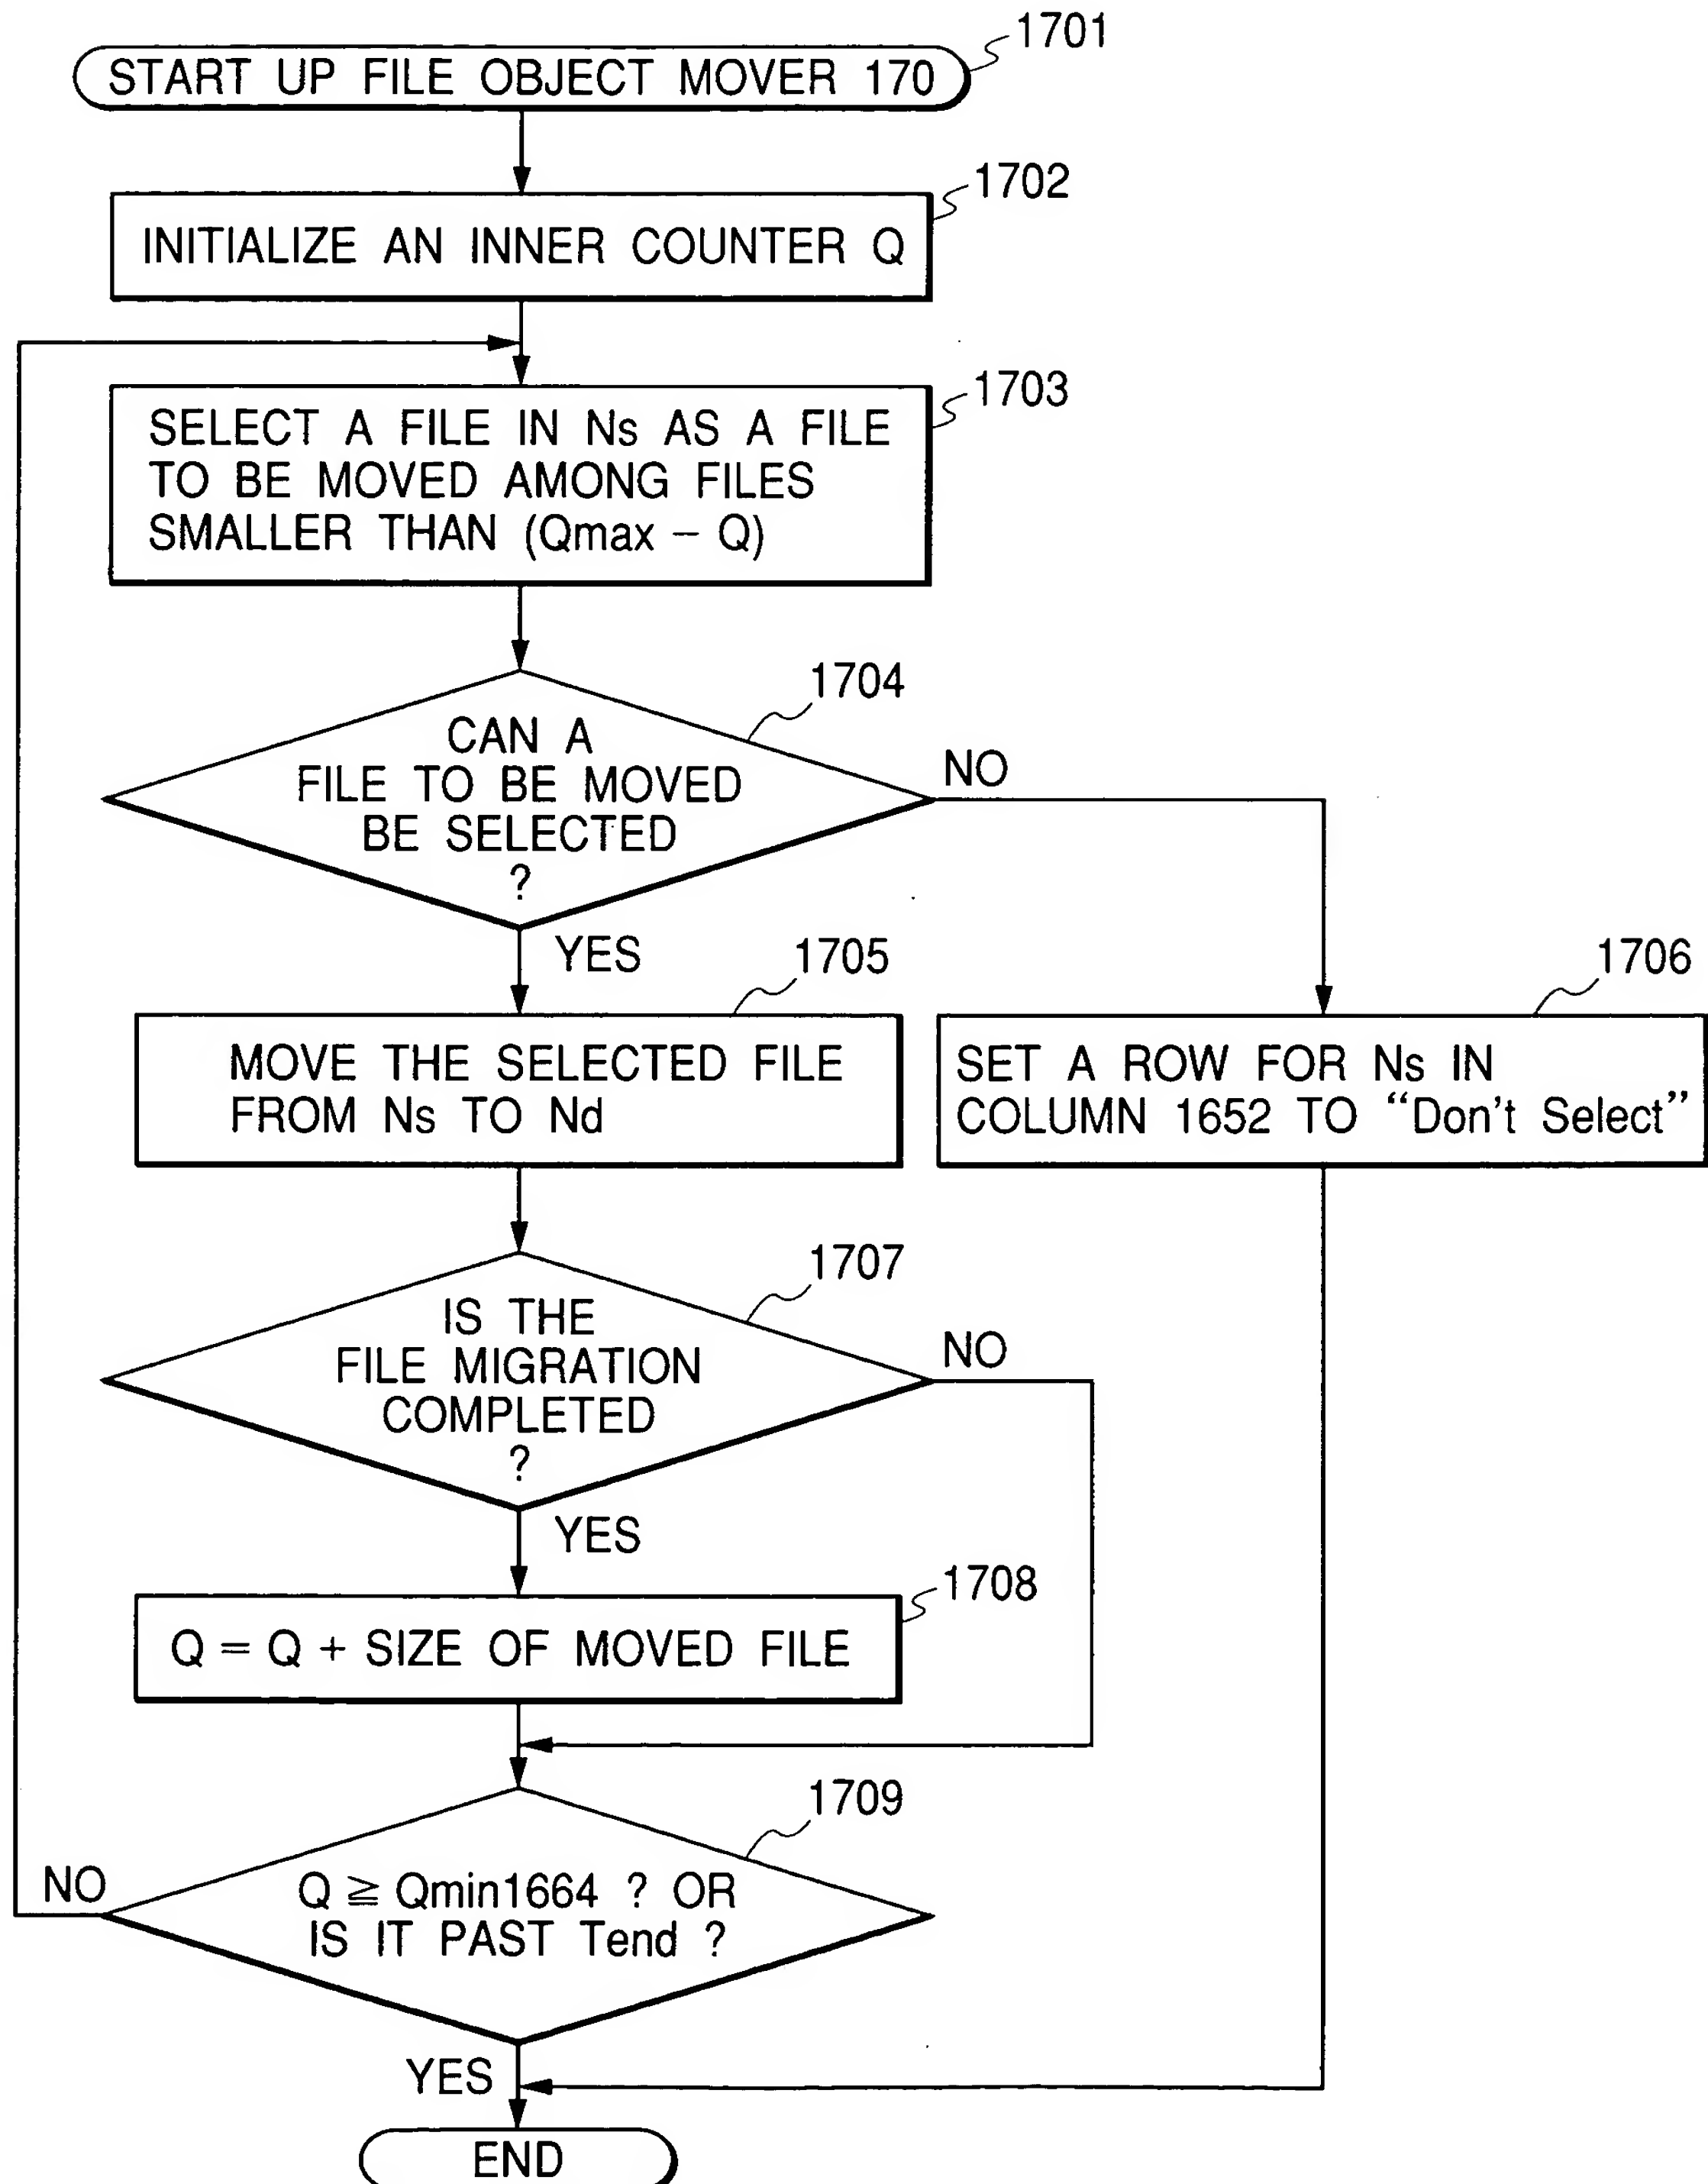 1701
START UP FILE OBJECT MOVER 170
1702
INITIALIZE AN INNER COUNTER Q
1703
SELECT A FILE IN Ns AS A FILE
TO BE MOVED AMONG FILES
SMALLER THAN (Qmax – Q)
1704
CAN A
FILE TO BE MOVED
BE SELECTED
?
NO
YES
1705
MOVE THE SELECTED FILE
FROM Ns TO Nd
1706
SET A ROW FOR Ns IN
COLUMN 1652 TO “Don't Select”
1707
IS THE
FILE MIGRATION
COMPLETED
?
NO
YES
1708
Q = Q + SIZE OF MOVED FILE
1709
Q ≧ Qmin1664 ? OR
IS IT PAST Tend ?
NO
YES
END